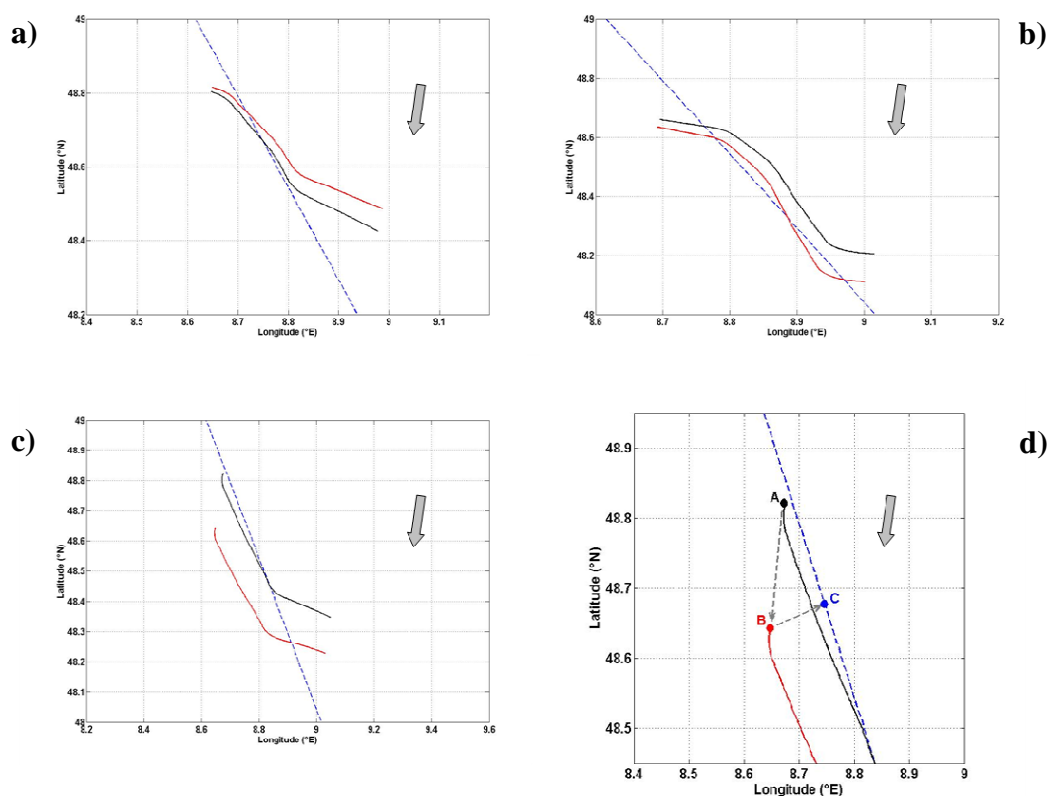 a)
49
48.8
48.6
48.4
48.2
Latitude (°N)
8.4 8.5 8.6 8.7 8.8 8.9 9 9.1
Longitude (°E)
b)
49
48.8
48.6
48.4
48.2
48
Latitude (°N)
8.6 8.7 8.8 8.9 9 9.1 9.2
Longitude (°E)
c)
49
48.9
48.8
48.7
48.6
48.5
48.4
48.3
48.2
48.1
48
Latitude (°N)
8.2 8.4 8.6 8.8 9 9.2 9.4 9.6
Longitude (°E)
d)
48.9
48.8
48.7
48.6
48.5
Latitude (°N)
A
B
C
8.4 8.5 8.6 8.7 8.8 8.9 9
Longitude (°E)